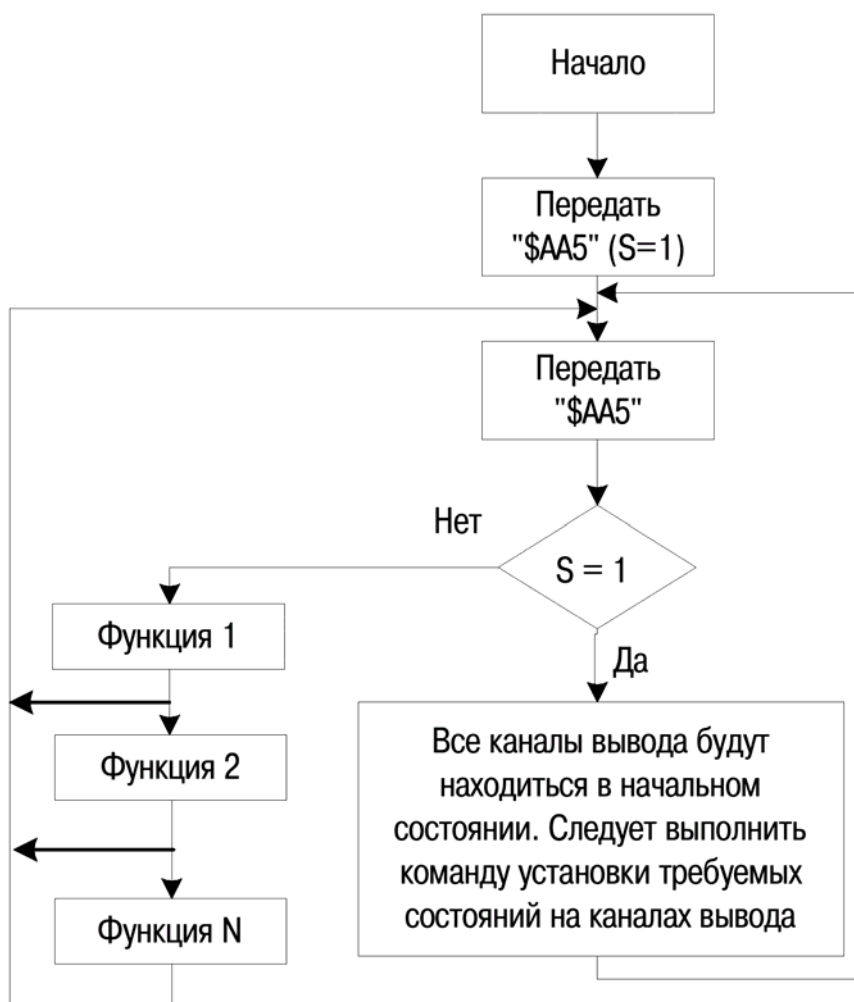 Начало
Передать
"$AA5" (S=1)
Передать
"$AA5"
Нет
S = 1
Да
Функция 1
Функция 2
Функция N
Все каналы вывода будут
находиться в начальном
состоянии. Следует выполнить
команду установки требуемых
состояний на каналах вывода